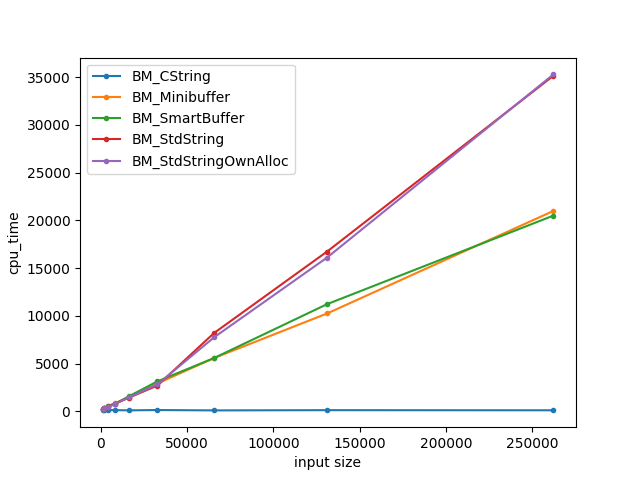 BM_CString
BM_Minibuffer
BM_SmartBuffer
BM_StdString
BM_StdStringOwnAlloc
35000
30000
25000
20000
15000
10000
5000
0
cpu_time
0 50000 100000 150000 200000 250000
input size